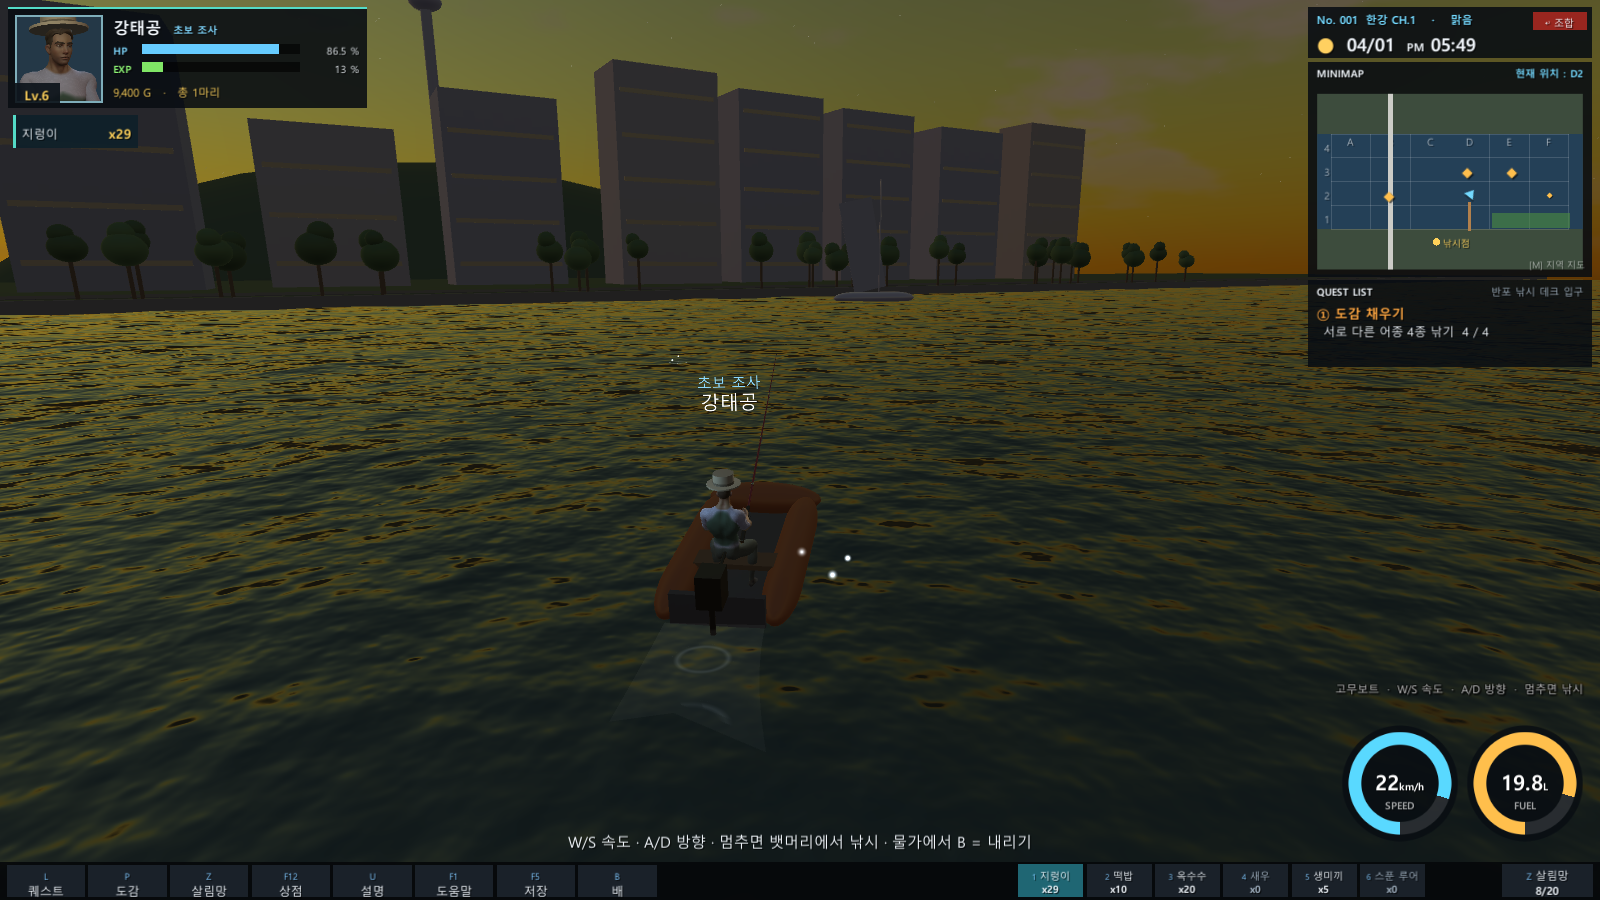 강태공 초보 조사
HP 86.5 %
EXP 13 %
Lv.6
9,400 G · 총 1마리
지렁이 x29
No. 001 한강 CH.1 · 맑음
조합
04/01 PM 05:49
MINIMAP 현재 위치 : D2
A C D E F
4
3
2
1
낚시점
[M] 지역 지도
QUEST LIST 반포 낚시 데크 입구
① 도감 채우기
서로 다른 어종 4종 낚기 4 / 4
초보 조사
강태공
고무보트 · W/S 속도 · A/D 방향 · 멈추면 낚시
22km/h
SPEED
19.8L
FUEL
W/S 속도 · A/D 방향 · 멈추면 뱃머리에서 낚시 · 물가에서 B = 내리기
L 퀘스트
P 도감
Z 살림망
F12 상점
U 설명
F1 도움말
F5 저장
B 배
1 지렁이 x29
2 떡밥 x10
3 옥수수 x20
4 새우 x0
5 생미끼 x5
6 스푼 루어 x0
Z 살림망 8/20